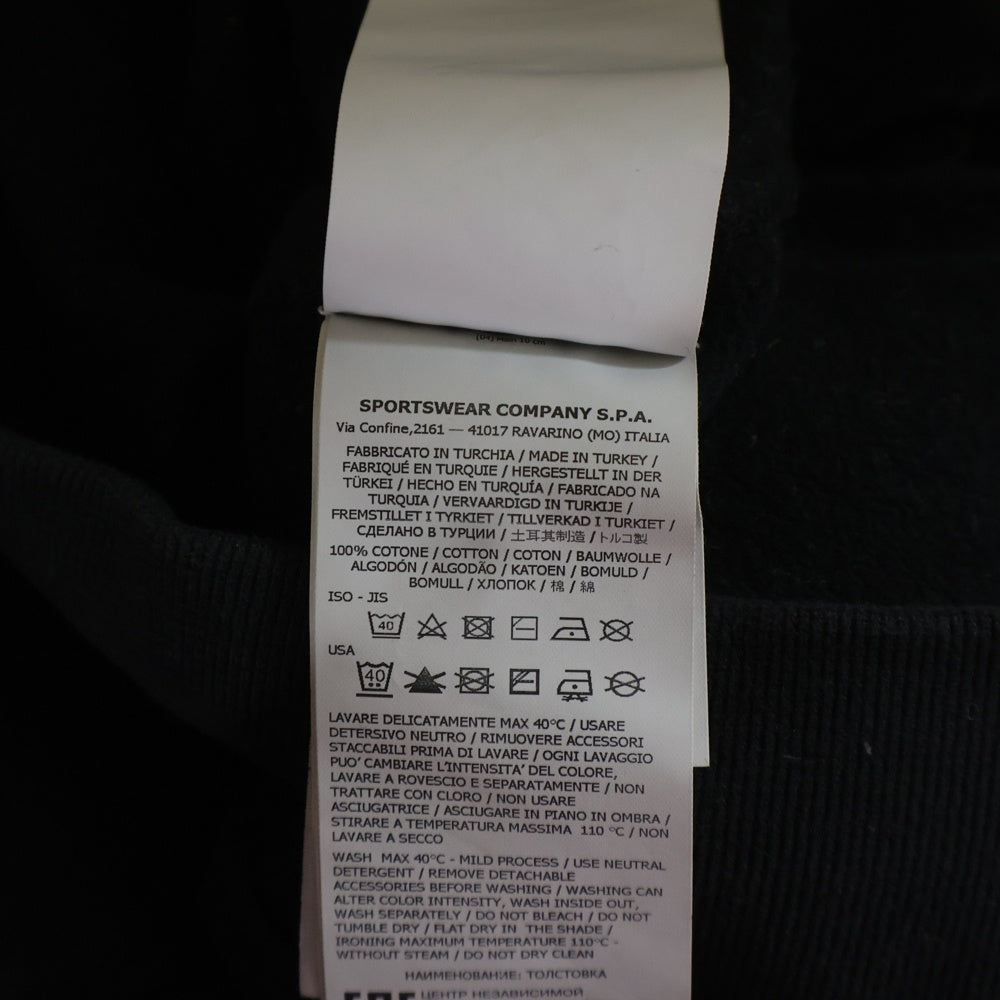 [04] Main 10 cm
SPORTSWEAR COMPANY S.P.A.
Via Confine,2161 — 41017 RAVARINO (MO) ITALIA
FABBRICATO IN TURCHIA / MADE IN TURKEY /
FABRIQUÉ EN TURQUIE / HERGESTELLT IN DER
TÜRKEI / HECHO EN TURQUÍA / FABRICADO NA
TURQUIA / VERVAARDIGD IN TURKIJE /
FREMSTILLET I TYRKIET / TILLVERKAD I TURKIET /
СДЕЛАНО В ТУРЦИИ / 土耳其制造 / トルコ製
100% COTONE / COTTON / COTON / BAUMWOLLE /
ALGODÓN / ALGODÃO / KATOEN / BOMULD /
BOMULL / ХЛОПОК / 棉 / 綿
ISO - JIS
40
USA
40
LAVARE DELICATAMENTE MAX 40°C / USARE
DETERSIVO NEUTRO / RIMUOVERE ACCESSORI
STACCABILI PRIMA DI LAVARE / OGNI LAVAGGIO
PUO' CAMBIARE L'INTENSITA' DEL COLORE,
LAVARE A ROVESCIO E SEPARATAMENTE / NON
TRATTARE CON CLORO / NON USARE
ASCIUGATRICE / ASCIUGARE IN PIANO IN OMBRA /
STIRARE A TEMPERATURA MASSIMA 110 °C / NON
LAVARE A SECCO
WASH MAX 40°C - MILD PROCESS / USE NEUTRAL
DETERGENT / REMOVE DETACHABLE
ACCESSORIES BEFORE WASHING / WASHING CAN
ALTER COLOR INTENSITY, WASH INSIDE OUT,
WASH SEPARATELY / DO NOT BLEACH / DO NOT
TUMBLE DRY / FLAT DRY IN THE SHADE /
IRONING MAXIMUM TEMPERATURE 110°C -
WITHOUT STEAM / DO NOT DRY CLEAN
НАИМЕНОВАНИЕ: ТОЛСТОВКА
ЦЕНТР НЕЗАВИСИМОЙ